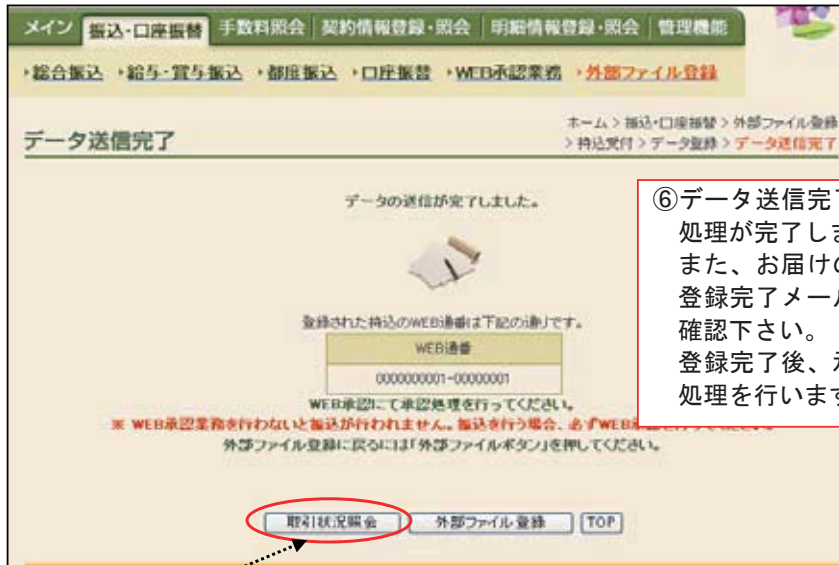 メイン 振込・口座振替 手数料照会 契約情報登録・照会 明細情報登録・照会 管理機能
総合振込 給与・賞与振込 都度振込 口座振替 WEB承認業務 外部ファイル登録
データ送信完了
ホーム > 振込・口座振替 > 外部ファイル登録
> 持込受付 > データ登録 > データ送信完了
データの送信が完了しました。
登録された持込のWEB通番は下記の通りです。
WEB通番
0000000001-00000001
WEB承認にて承認処理を行ってください。
※ WEB承認業務を行わないと振込が行われません。振込を行う場合、必ずWEB
外部ファイル登録に戻るには「外部ファイルボタン」を押してください。
取引状況照会 外部ファイル登録 TOP
⑥データ送信完
処理が完了しま
また、お届けの
登録完了メール
確認下さい。
登録完了後、
処理を行います